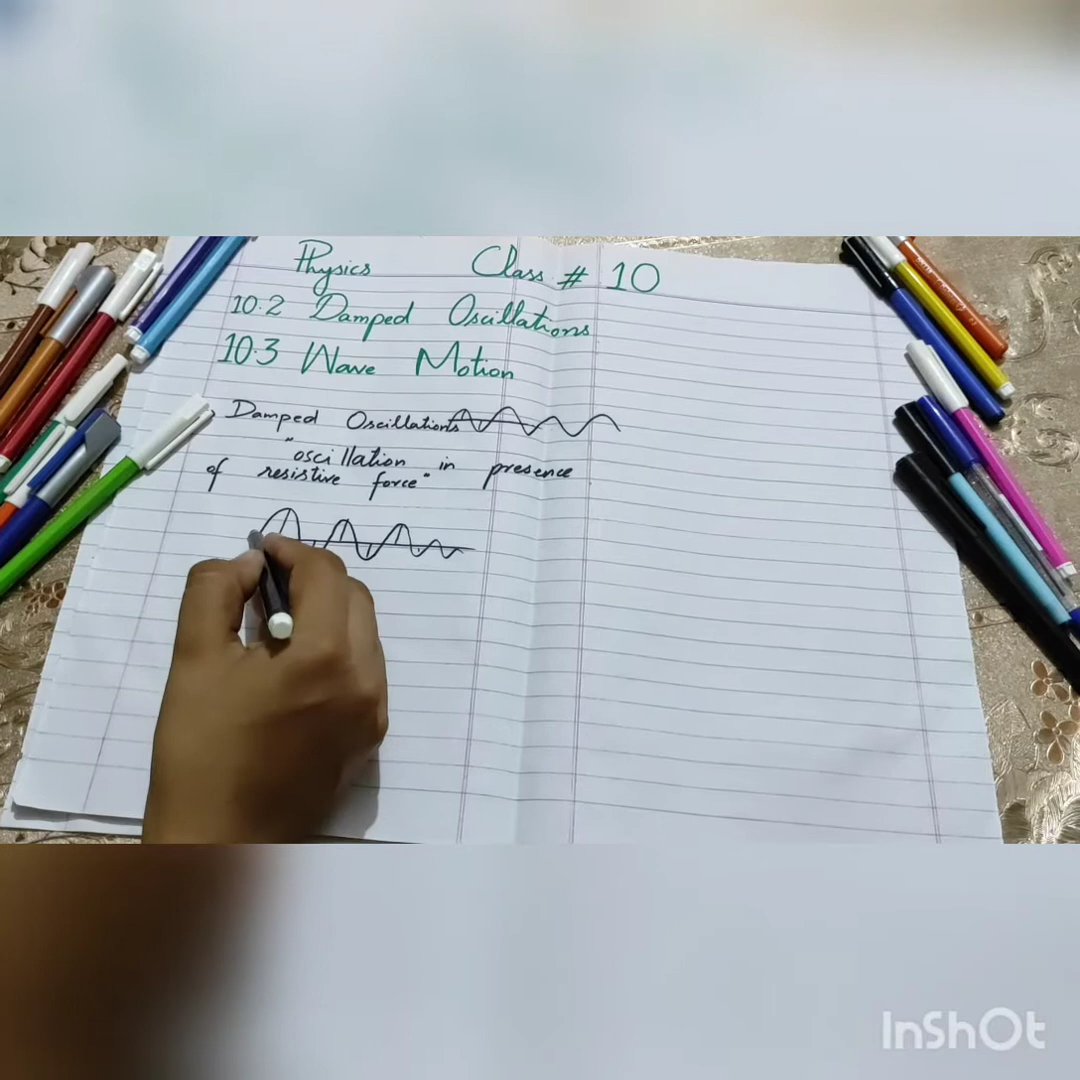 Physics Class # 10
10.2 Damped Oscillations
10.3 Wave Motion
Damped Oscillations
"oscillation in presence
of resistive force"
InShOt